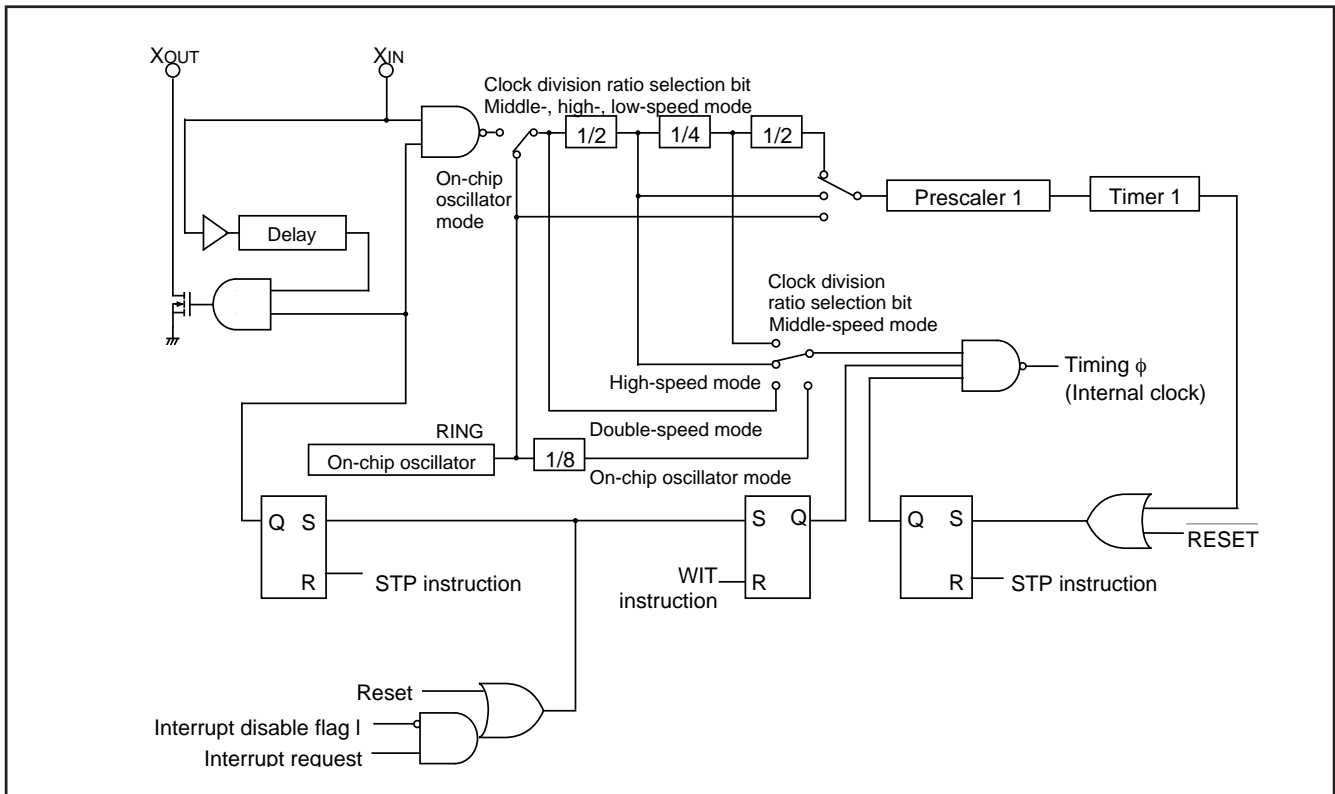 XOUT
XIN
Clock division ratio selection bit
Middle-, high-, low-speed mode
1/2
1/4
1/2
On-chip
oscillator
mode
Prescaler 1
Timer 1
Delay
Clock division
ratio selection bit
Middle-speed mode
High-speed mode
Timing ϕ
(Internal clock)
RING
Double-speed mode
On-chip oscillator
1/8
On-chip oscillator mode
Q S
R
STP instruction
S Q
R
WIT
instruction
Q S
R
STP instruction
RESET
Reset
Interrupt disable flag I
Interrupt request